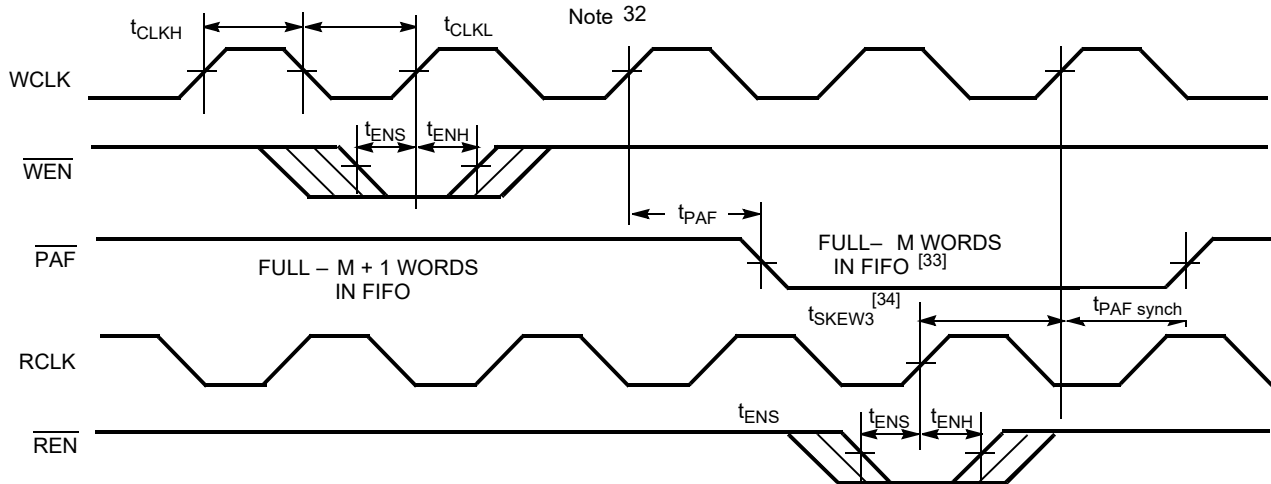 Note 32
tCLKH
tCLKL
WCLK
tENS
tENH
WEN
tPAF
PAF
FULL – M + 1 WORDS
IN FIFO
FULL– M WORDS
IN FIFO [33]
tSKEW3 [34]
tPAF synch
RCLK
tENS
tENS
tENH
REN